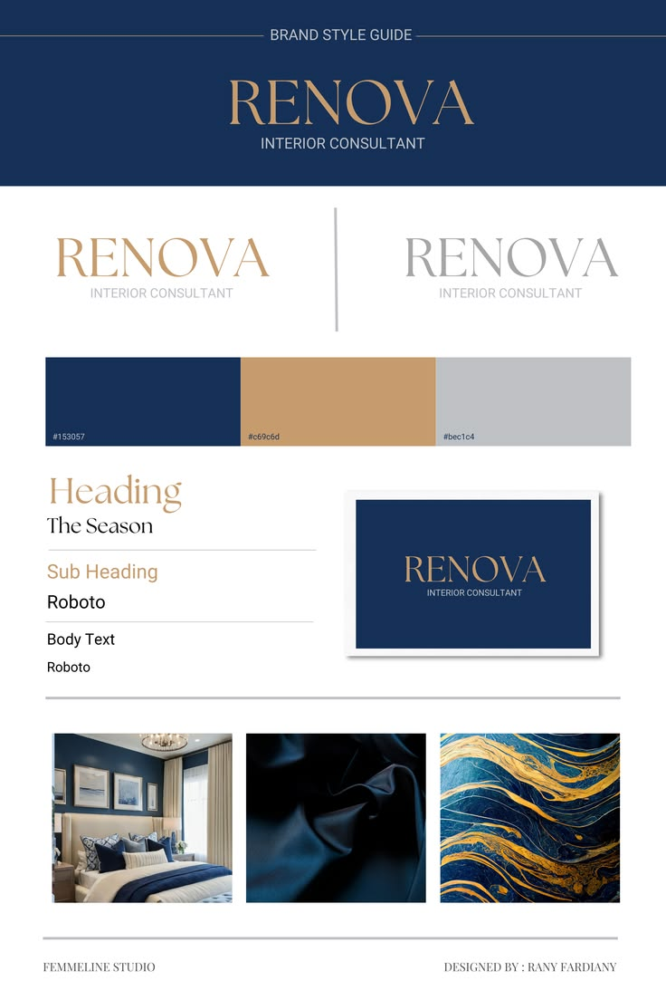 BRAND STYLE GUIDE
RENOVA
INTERIOR CONSULTANT
RENOVA
INTERIOR CONSULTANT
RENOVA
INTERIOR CONSULTANT
#153057
#c69c6d
#bec1c4
Heading
The Season
Sub Heading
Roboto
Body Text
Roboto
RENOVA
INTERIOR CONSULTANT
FEMMELINE STUDIO
DESIGNED BY : RANY FARDIANY